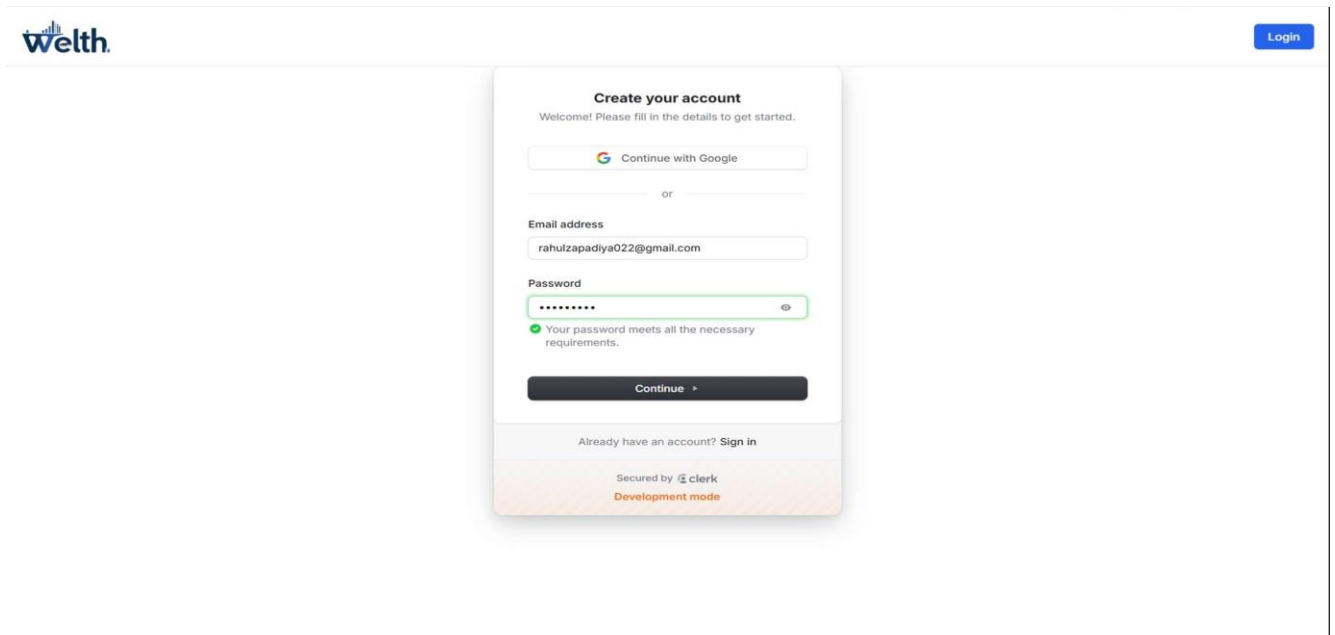 welth.
Login
Create your account
Welcome! Please fill in the details to get started.
Continue with Google
or
Email address
rahulzapadiya022@gmail.com
Password
•••••••••
Your password meets all the necessary
requirements.
Continue
Already have an account? Sign in
Secured by clerk
Development mode